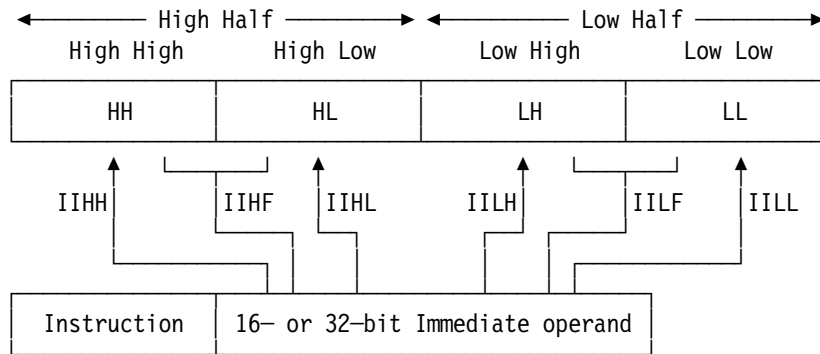 High Half Low Half
High High High Low Low High Low Low
HH HL LH LL
IIHH IIHF IIHL IILH IILF IILL
Instruction 16— or 32—bit Immediate operand